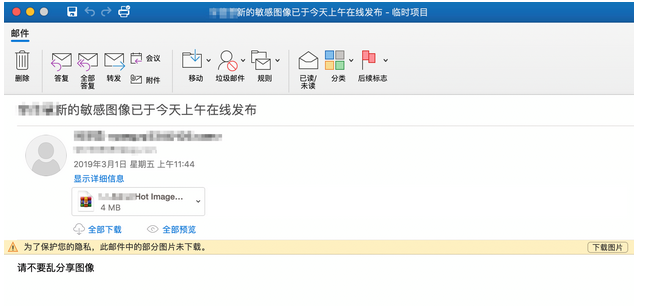 新的敏感图像已于今天上午在线发布 - 临时项目
邮件
删除
答复
全部答复
转发
会议
附件
移动
垃圾邮件
规则
已读/未读
分类
后续标志
新的敏感图像已于今天上午在线发布
2019年3月1日 星期五 上午11:44
显示详细信息
Hot Image...
4 MB
全部下载 全部预览
为了保护您的隐私，此邮件中的部分图片未下载。 下载图片
请不要乱分享图像